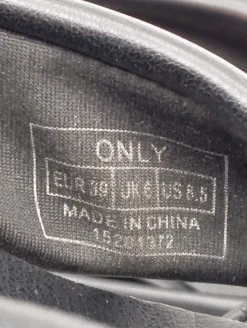 ONLY
EUR 39 UK 6 US 8.5
MADE IN CHINA
15201372